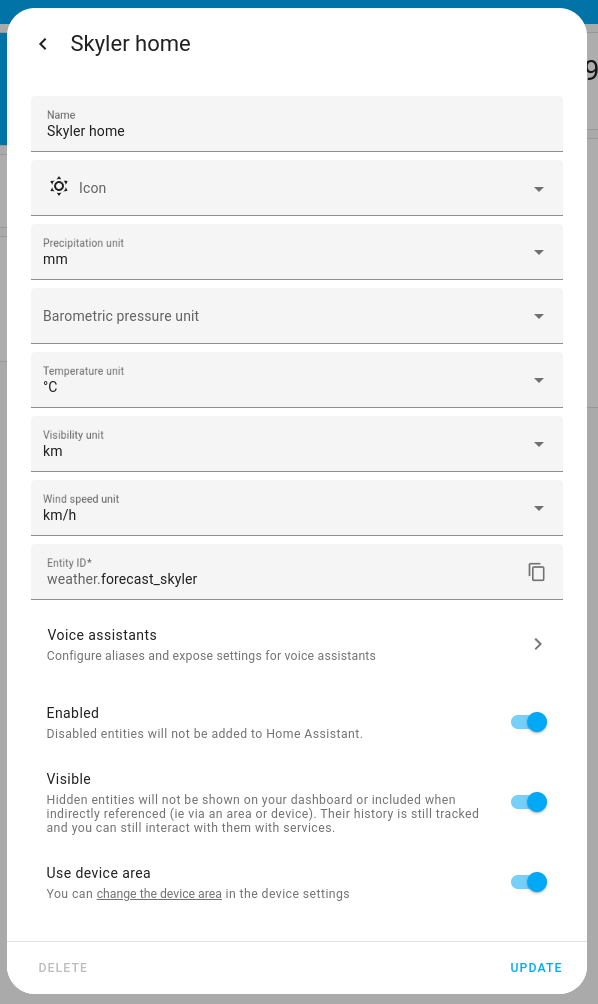 Skyler home
9
Name
Skyler home
Icon
Precipitation unit
mm
Barometric pressure unit
Temperature unit
°C
Visibility unit
km
Wind speed unit
km/h
Entity ID*
weather.forecast_skyler
Voice assistants
Configure aliases and expose settings for voice assistants
Enabled
Disabled entities will not be added to Home Assistant.
Visible
Hidden entities will not be shown on your dashboard or included when
indirectly referenced (ie via an area or device). Their history is still tracked
and you can still interact with them with services.
Use device area
You can change the device area in the device settings
DELETE
UPDATE